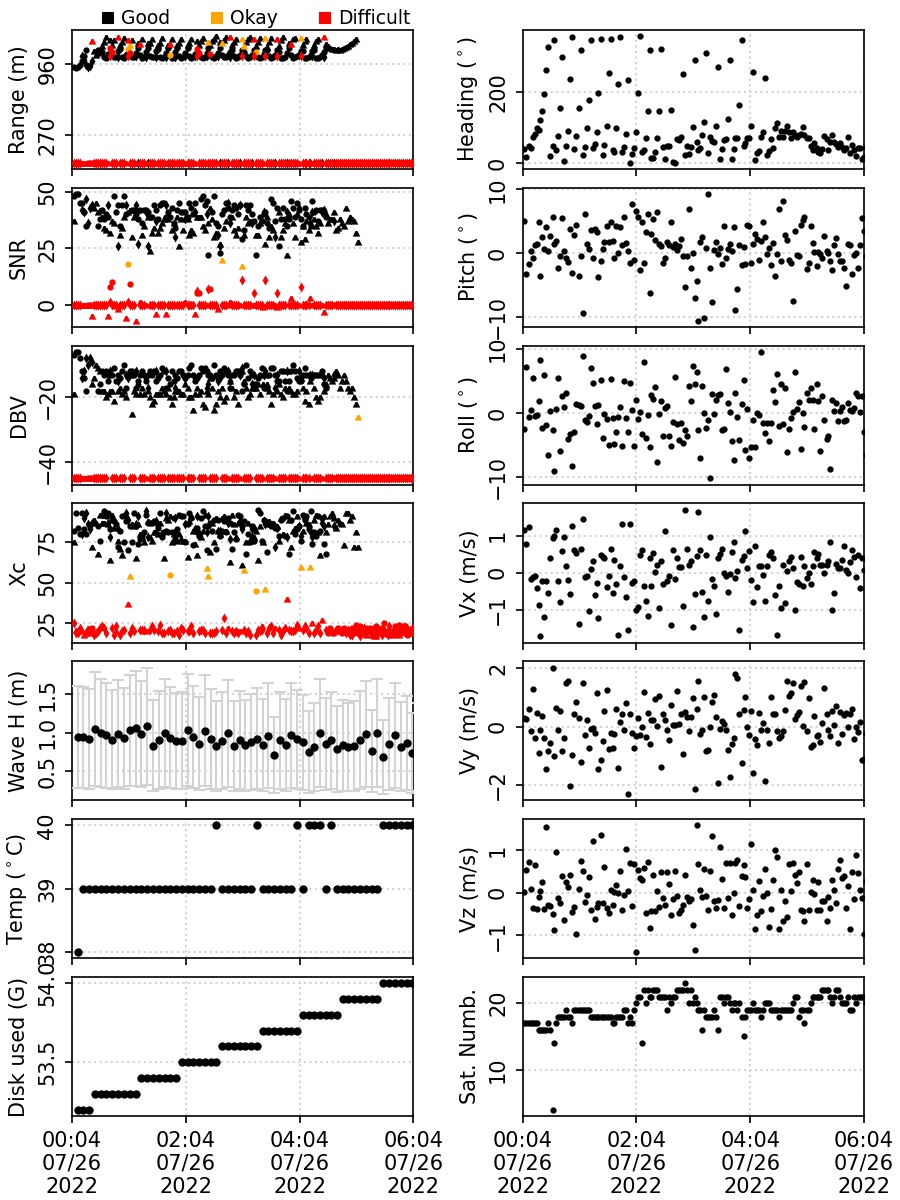 Good Okay Difficult
Range (m)
960
270
Heading (°)
200
0
SNR
50
25
0
Pitch (°)
10
0
−10
DBV
−20
−40
Roll (°)
10
0
−10
Xc
75
50
25
Vx (m/s)
1
0
−1
Wave H (m)
1.5
1.0
0.5
Vy (m/s)
2
0
−2
Temp (°C)
40
39
38
Vz (m/s)
1
0
−1
Disk used (G)
54.0
53.5
Sat. Numb.
20
10
00:04 02:04 04:04 06:04
07/26 07/26 07/26 07/26
2022 2022 2022 2022
00:04 02:04 04:04 06:04
07/26 07/26 07/26 07/26
2022 2022 2022 2022